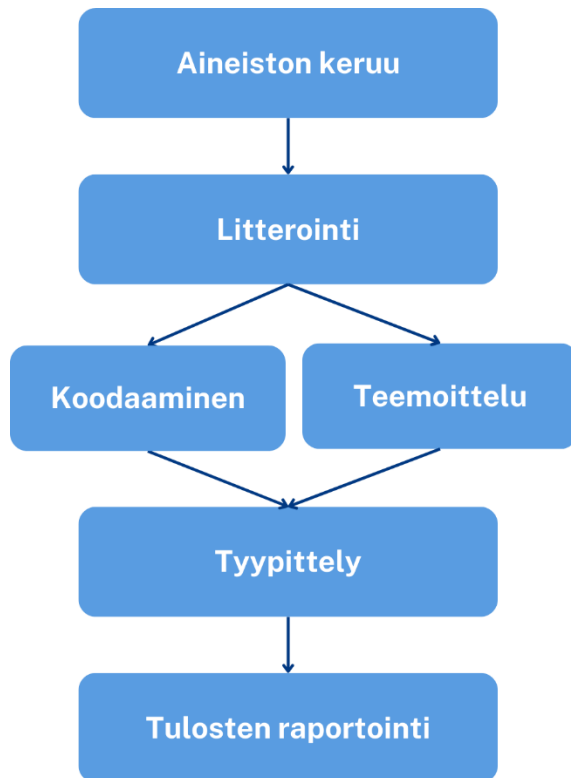 Aineiston keruu
Litterointi
Koodaaminen
Teemoittelu
Tyypittely
Tulosten raportointi